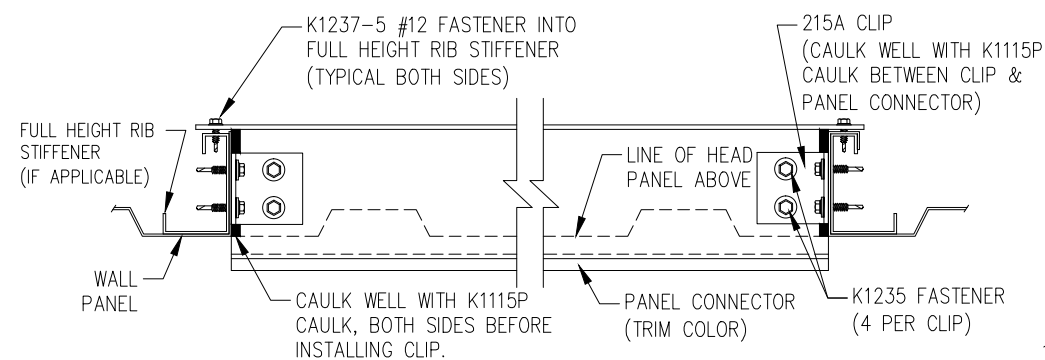 K1237-5 #12 FASTENER INTO
FULL HEIGHT RIB STIFFENER
(TYPICAL BOTH SIDES)
215A CLIP
(CAULK WELL WITH K1115P
CAULK BETWEEN CLIP &
PANEL CONNECTOR)
FULL HEIGHT RIB
STIFFENER
(IF APPLICABLE)
LINE OF HEAD
PANEL ABOVE
WALL
PANEL
CAULK WELL WITH K1115P
CAULK, BOTH SIDES BEFORE
INSTALLING CLIP.
PANEL CONNECTOR
(TRIM COLOR)
K1235 FASTENER
(4 PER CLIP)